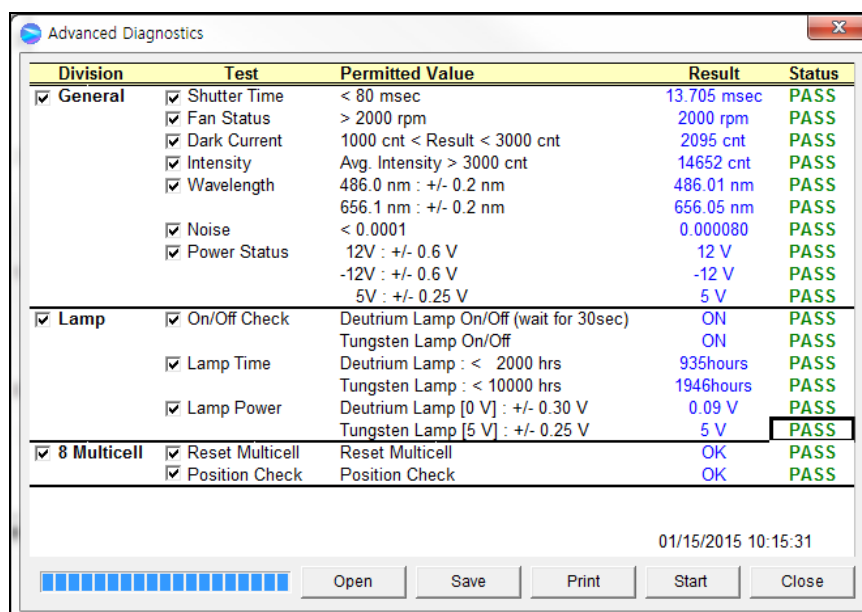 Advanced Diagnostics
Division Test Permitted Value Result Status
General Shutter Time < 80 msec 13.705 msec PASS
Fan Status > 2000 rpm 2000 rpm PASS
Dark Current 1000 cnt < Result < 3000 cnt 2095 cnt PASS
Intensity Avg. Intensity > 3000 cnt 14652 cnt PASS
Wavelength 486.0 nm : +/- 0.2 nm 486.01 nm PASS
656.1 nm : +/- 0.2 nm 656.05 nm PASS
Noise < 0.0001 0.000080 PASS
Power Status 12V : +/- 0.6 V 12 V PASS
-12V : +/- 0.6 V -12 V PASS
5V : +/- 0.25 V 5 V PASS
Lamp On/Off Check Deutrium Lamp On/Off (wait for 30sec) ON PASS
Tungsten Lamp On/Off ON PASS
Lamp Time Deutrium Lamp : < 2000 hrs 935hours PASS
Tungsten Lamp : < 10000 hrs 1946hours PASS
Lamp Power Deutrium Lamp [0 V] : +/- 0.30 V 0.09 V PASS
Tungsten Lamp [5 V] : +/- 0.25 V 5 V PASS
8 Multicell Reset Multicell Reset Multicell OK PASS
Position Check Position Check OK PASS
01/15/2015 10:15:31
Open Save Print Start Close